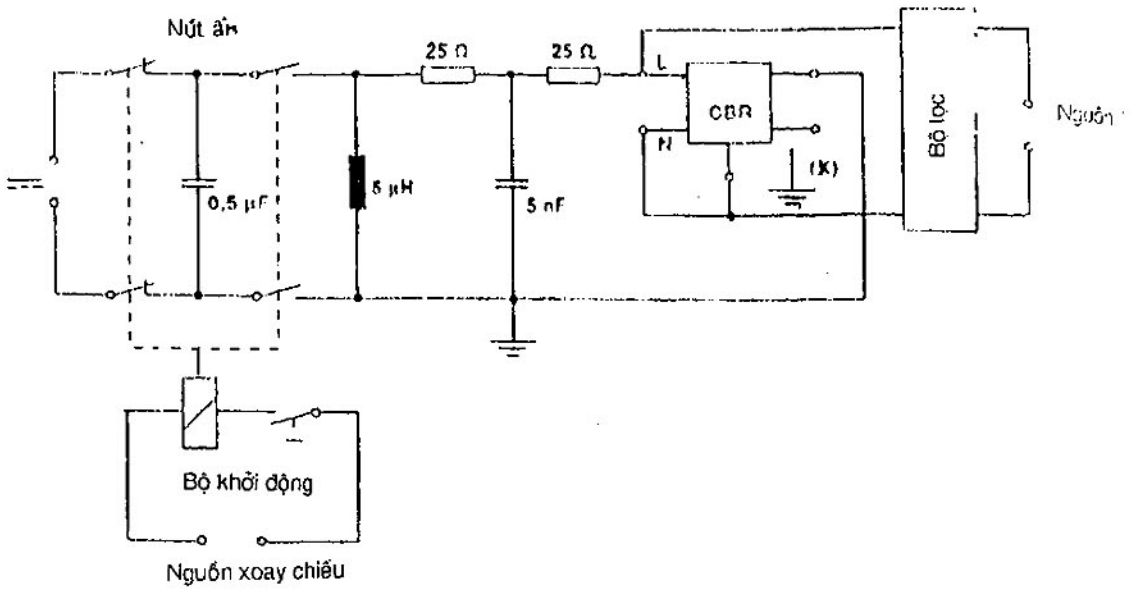 Nút ấn
25 Ω
25 Ω
L
CBR
N
(K)
Bộ lọc
Nguồn
0,5 µF
5 µH
5 nF
Bộ khởi động
Nguồn xoay chiều